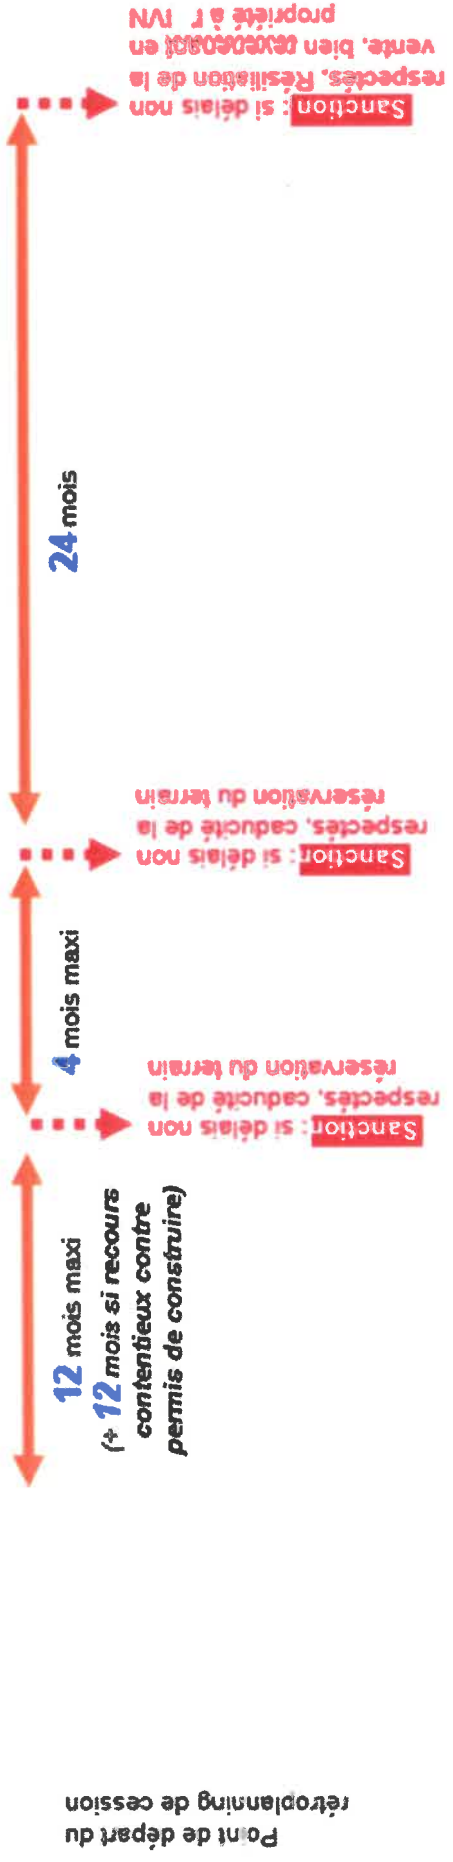 Point de départ du
rétroplanning de cession
12 mois maxi
(+ 12 mois si recours
contentieux contre
permis de construire)
Sanction : si délais non
respectés, caducité de la
réservation du terrain
4 mois maxi
Sanction : si délais non
respectés, caducité de la
réservation du terrain
24 mois
Sanction : si délais non
respectés. Résiliation de la
vente, bien en
propriété à l' IVN